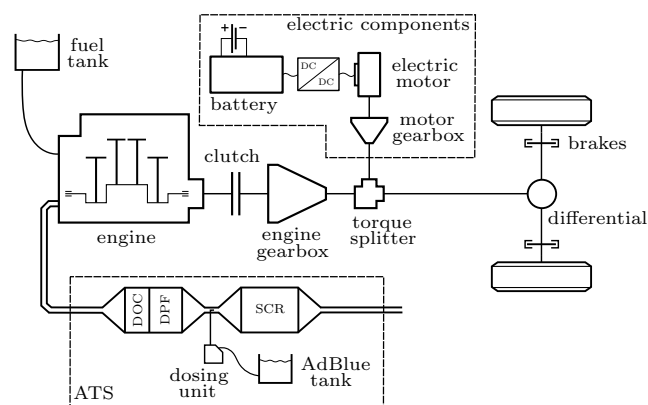 electric components
fuel
tank
+ −
DC
DC
electric
motor
battery
motor
gearbox
brakes
clutch
differential
engine
engine
gearbox
torque
splitter
DOC
DPF
SCR
dosing
unit
AdBlue
tank
ATS